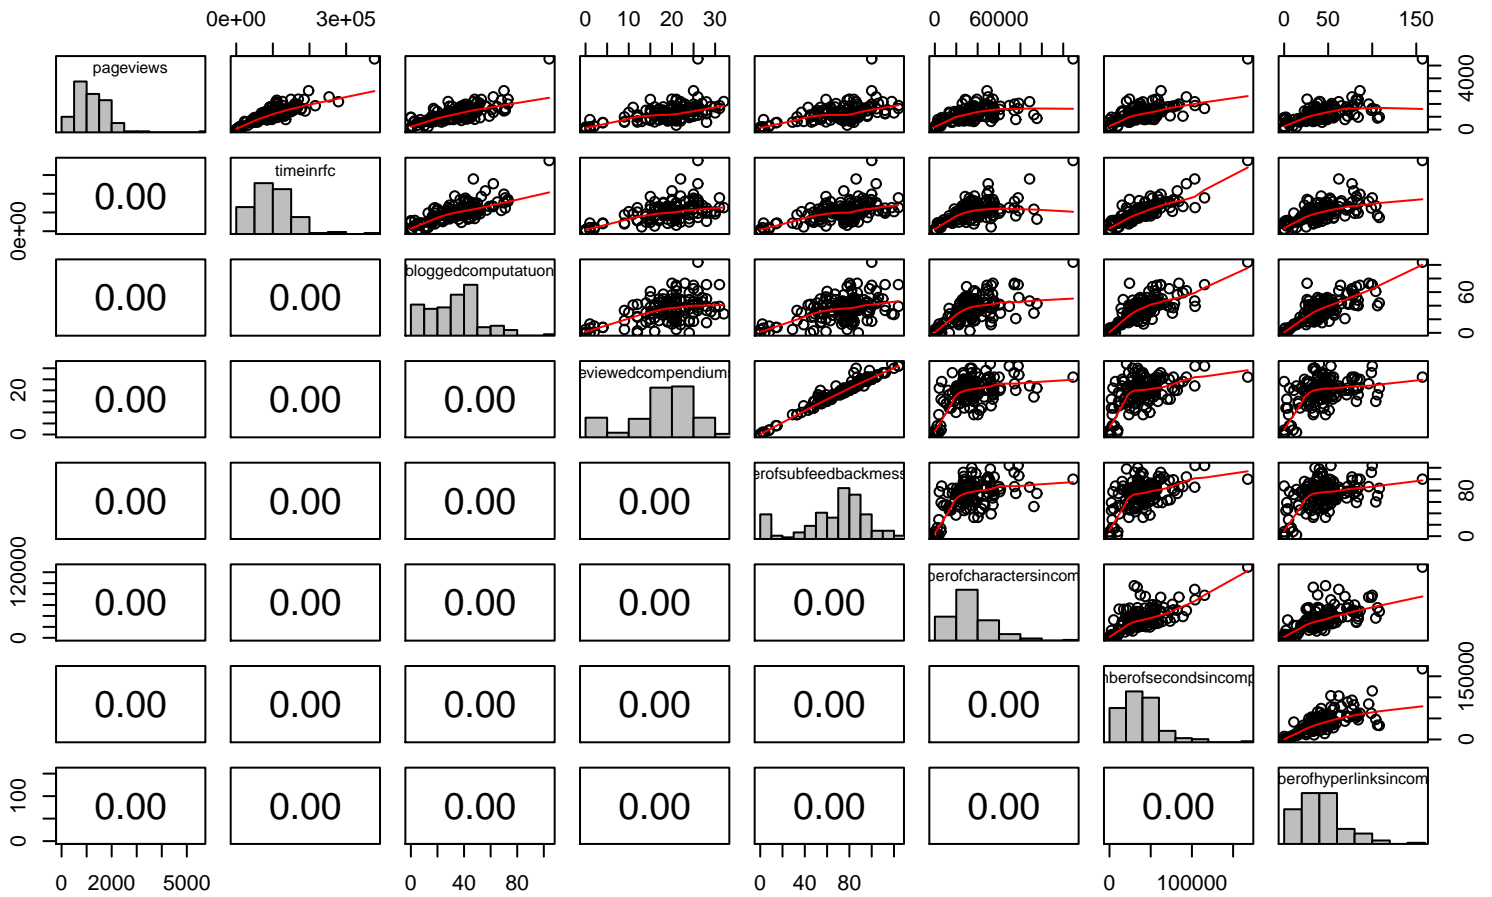 0e+00 3e+05 0 10 20 30 0 60000 0 50 150
pageviews
0 4000
timeinrfc
0.00
0e+00
bloggedcomputatuon
0.00 0.00
0 60
eviewedcompendiums
0.00 0.00 0.00
0 20
erofsubfeedbackmess
0.00 0.00 0.00 0.00
0 80
berofcharactersincom
0.00 0.00 0.00 0.00 0.00
0 120000
mberofsecondsincomp
0.00 0.00 0.00 0.00 0.00 0.00
0 150000
berofhyperlinksincom
0.00 0.00 0.00 0.00 0.00 0.00 0.00
0 100
0 2000 5000 0 40 80 0 40 80 0 100000